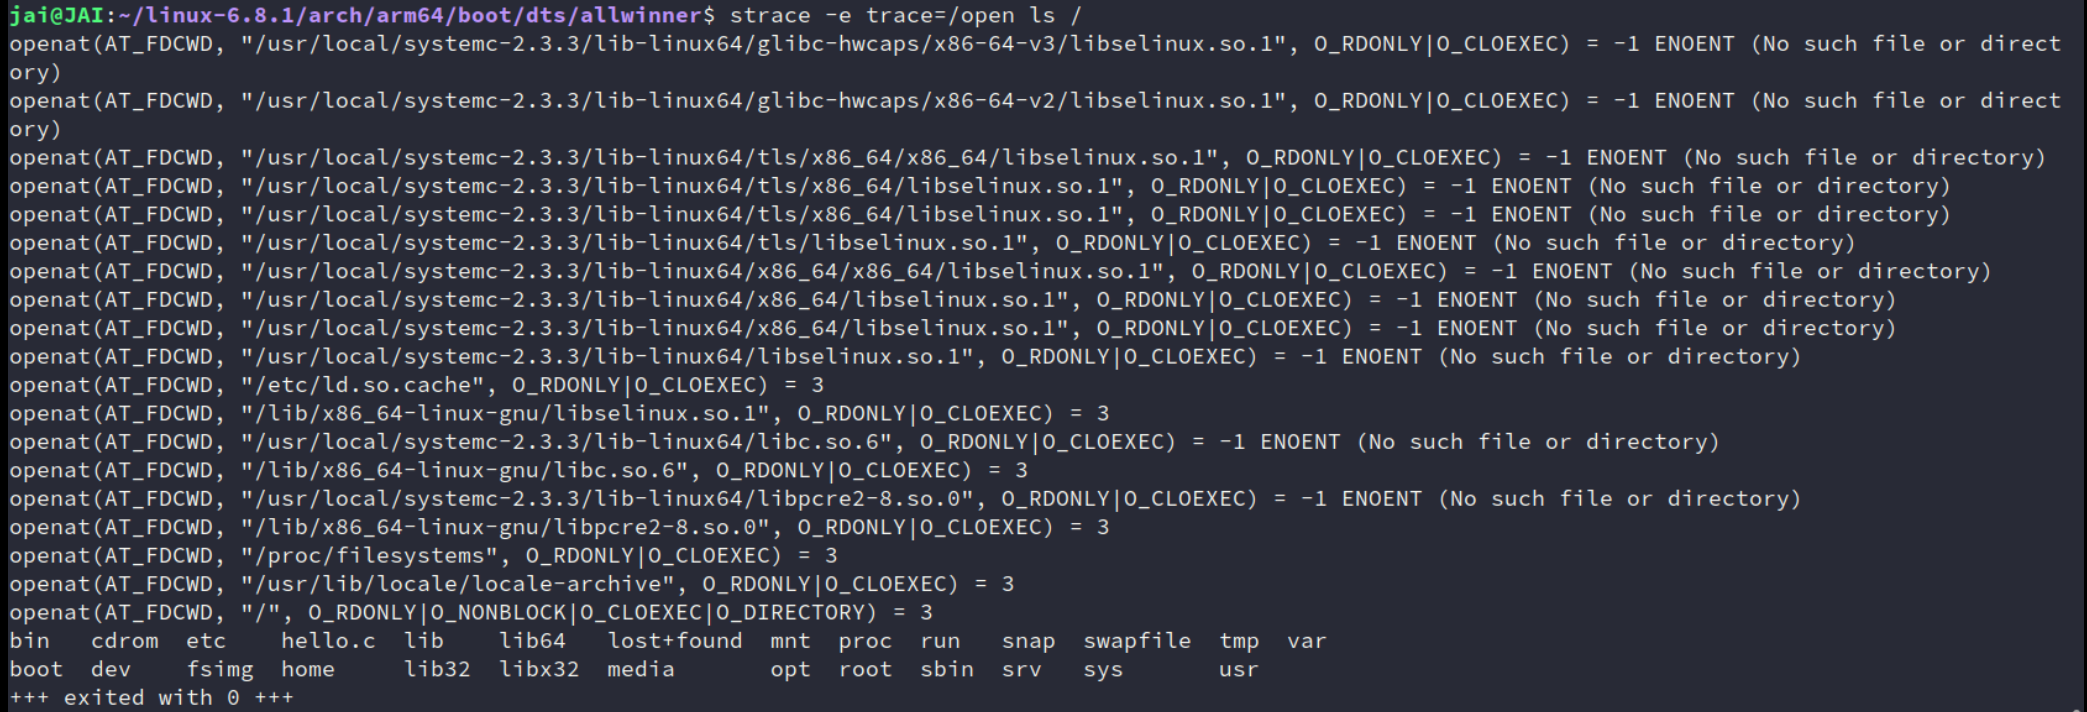 jai@JAI:~/linux-6.8.1/arch/arm64/boot/dts/allwinner$ strace -e trace=/open ls /
openat(AT_FDCWD, "/usr/local/systemc-2.3.3/lib-linux64/glibc-hwcaps/x86-64-v3/libselinux.so.1", O_RDONLY|O_CLOEXEC) = -1 ENOENT (No such file or direct
ory)
openat(AT_FDCWD, "/usr/local/systemc-2.3.3/lib-linux64/glibc-hwcaps/x86-64-v2/libselinux.so.1", O_RDONLY|O_CLOEXEC) = -1 ENOENT (No such file or direct
ory)
openat(AT_FDCWD, "/usr/local/systemc-2.3.3/lib-linux64/tls/x86_64/x86_64/libselinux.so.1", O_RDONLY|O_CLOEXEC) = -1 ENOENT (No such file or directory)
openat(AT_FDCWD, "/usr/local/systemc-2.3.3/lib-linux64/tls/x86_64/libselinux.so.1", O_RDONLY|O_CLOEXEC) = -1 ENOENT (No such file or directory)
openat(AT_FDCWD, "/usr/local/systemc-2.3.3/lib-linux64/tls/x86_64/libselinux.so.1", O_RDONLY|O_CLOEXEC) = -1 ENOENT (No such file or directory)
openat(AT_FDCWD, "/usr/local/systemc-2.3.3/lib-linux64/tls/libselinux.so.1", O_RDONLY|O_CLOEXEC) = -1 ENOENT (No such file or directory)
openat(AT_FDCWD, "/usr/local/systemc-2.3.3/lib-linux64/x86_64/x86_64/libselinux.so.1", O_RDONLY|O_CLOEXEC) = -1 ENOENT (No such file or directory)
openat(AT_FDCWD, "/usr/local/systemc-2.3.3/lib-linux64/x86_64/libselinux.so.1", O_RDONLY|O_CLOEXEC) = -1 ENOENT (No such file or directory)
openat(AT_FDCWD, "/usr/local/systemc-2.3.3/lib-linux64/x86_64/libselinux.so.1", O_RDONLY|O_CLOEXEC) = -1 ENOENT (No such file or directory)
openat(AT_FDCWD, "/usr/local/systemc-2.3.3/lib-linux64/libselinux.so.1", O_RDONLY|O_CLOEXEC) = -1 ENOENT (No such file or directory)
openat(AT_FDCWD, "/etc/ld.so.cache", O_RDONLY|O_CLOEXEC) = 3
openat(AT_FDCWD, "/lib/x86_64-linux-gnu/libselinux.so.1", O_RDONLY|O_CLOEXEC) = 3
openat(AT_FDCWD, "/usr/local/systemc-2.3.3/lib-linux64/libc.so.6", O_RDONLY|O_CLOEXEC) = -1 ENOENT (No such file or directory)
openat(AT_FDCWD, "/lib/x86_64-linux-gnu/libc.so.6", O_RDONLY|O_CLOEXEC) = 3
openat(AT_FDCWD, "/usr/local/systemc-2.3.3/lib-linux64/libpcre2-8.so.0", O_RDONLY|O_CLOEXEC) = -1 ENOENT (No such file or directory)
openat(AT_FDCWD, "/lib/x86_64-linux-gnu/libpcre2-8.so.0", O_RDONLY|O_CLOEXEC) = 3
openat(AT_FDCWD, "/proc/filesystems", O_RDONLY|O_CLOEXEC) = 3
openat(AT_FDCWD, "/usr/lib/locale/locale-archive", O_RDONLY|O_CLOEXEC) = 3
openat(AT_FDCWD, "/", O_RDONLY|O_NONBLOCK|O_CLOEXEC|O_DIRECTORY) = 3
bin   cdrom  etc    hello.c  lib    lib64   lost+found  mnt  proc  run   snap  swapfile  tmp  var
boot  dev    fsimg  home     lib32  libx32  media       opt  root  sbin  srv   sys       usr
+++ exited with 0 +++